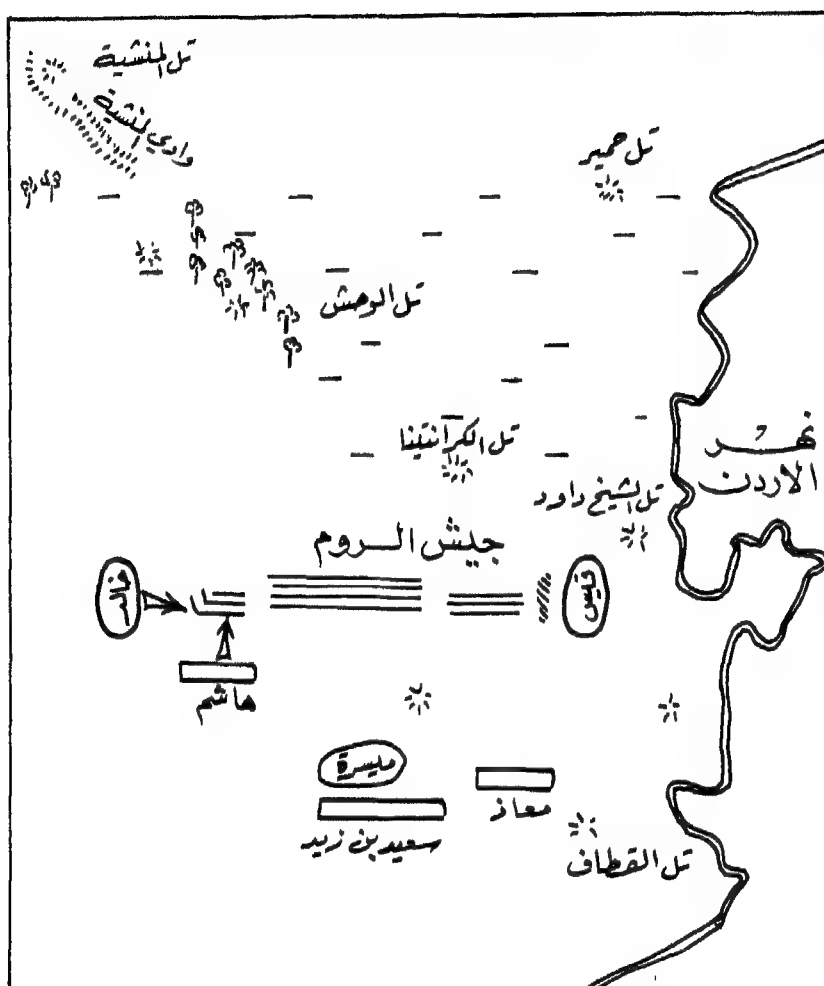 تل المنشية
وادي المنشية
تل حمير
تل الوحش
تل الكرانتينا
نهر
الاردن
تل الشيخ داود
جيش الروم
خالد
قيس
هاشم
ميسرة
معاذ
سعيد بن زيد
تل القطاف